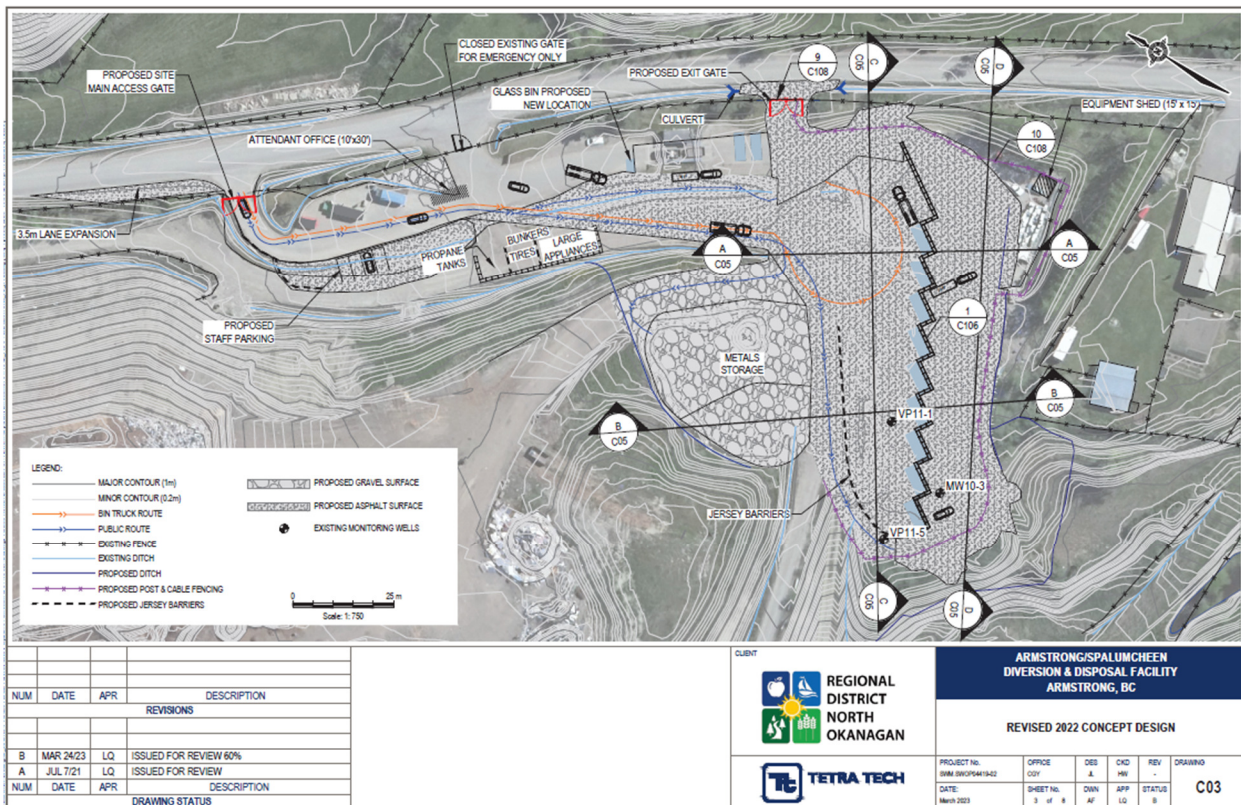 CLOSED EXISTING GATE
FOR EMERGENCY ONLY
PROPOSED SITE
MAIN ACCESS GATE
PROPOSED EXIT GATE
9
C108
C
C05
D
C05
GLASS BIN PROPOSED
NEW LOCATION
CULVERT
EQUIPMENT SHED (15' x 15')
ATTENDANT OFFICE (10'x30')
10
C108
3.5m LANE EXPANSION
PROPANE
TANKS
BUNKERS
TIRES
LARGE
APPLIANCES
A
C05
A
C05
PROPOSED
STAFF PARKING
1
C106
METALS
STORAGE
B
C05
B
C05
VP11-1
MW10-3
JERSEY BARRIERS
VP11-5
C
C05
D
C05
LEGEND:
MAJOR CONTOUR (1m)
MINOR CONTOUR (0.2m)
BIN TRUCK ROUTE
PUBLIC ROUTE
EXISTING FENCE
EXISTING DITCH
PROPOSED DITCH
PROPOSED POST & CABLE FENCING
PROPOSED JERSEY BARRIERS
PROPOSED GRAVEL SURFACE
PROPOSED ASPHALT SURFACE
EXISTING MONITORING WELLS
0 25 m
Scale: 1: 750
NUM DATE APR DESCRIPTION
REVISIONS
B MAR 24/23 LQ ISSUED FOR REVIEW 60%
A JUL 7/21 LQ ISSUED FOR REVIEW
NUM DATE APR DESCRIPTION
DRAWING STATUS
CLIENT
REGIONAL
DISTRICT
NORTH
OKANAGAN
TETRA TECH
ARMSTRONG/SPALUMCHEEN
DIVERSION & DISPOSAL FACILITY
ARMSTRONG, BC
REVISED 2022 CONCEPT DESIGN
PROJECT No. OFFICE DES CKD REV DRAWING
SWM.SWOP04419-02 CGY JL HW -
C03
DATE: SHEET No. DWN APP STATUS
March 2023 3 of 8 AF LQ B